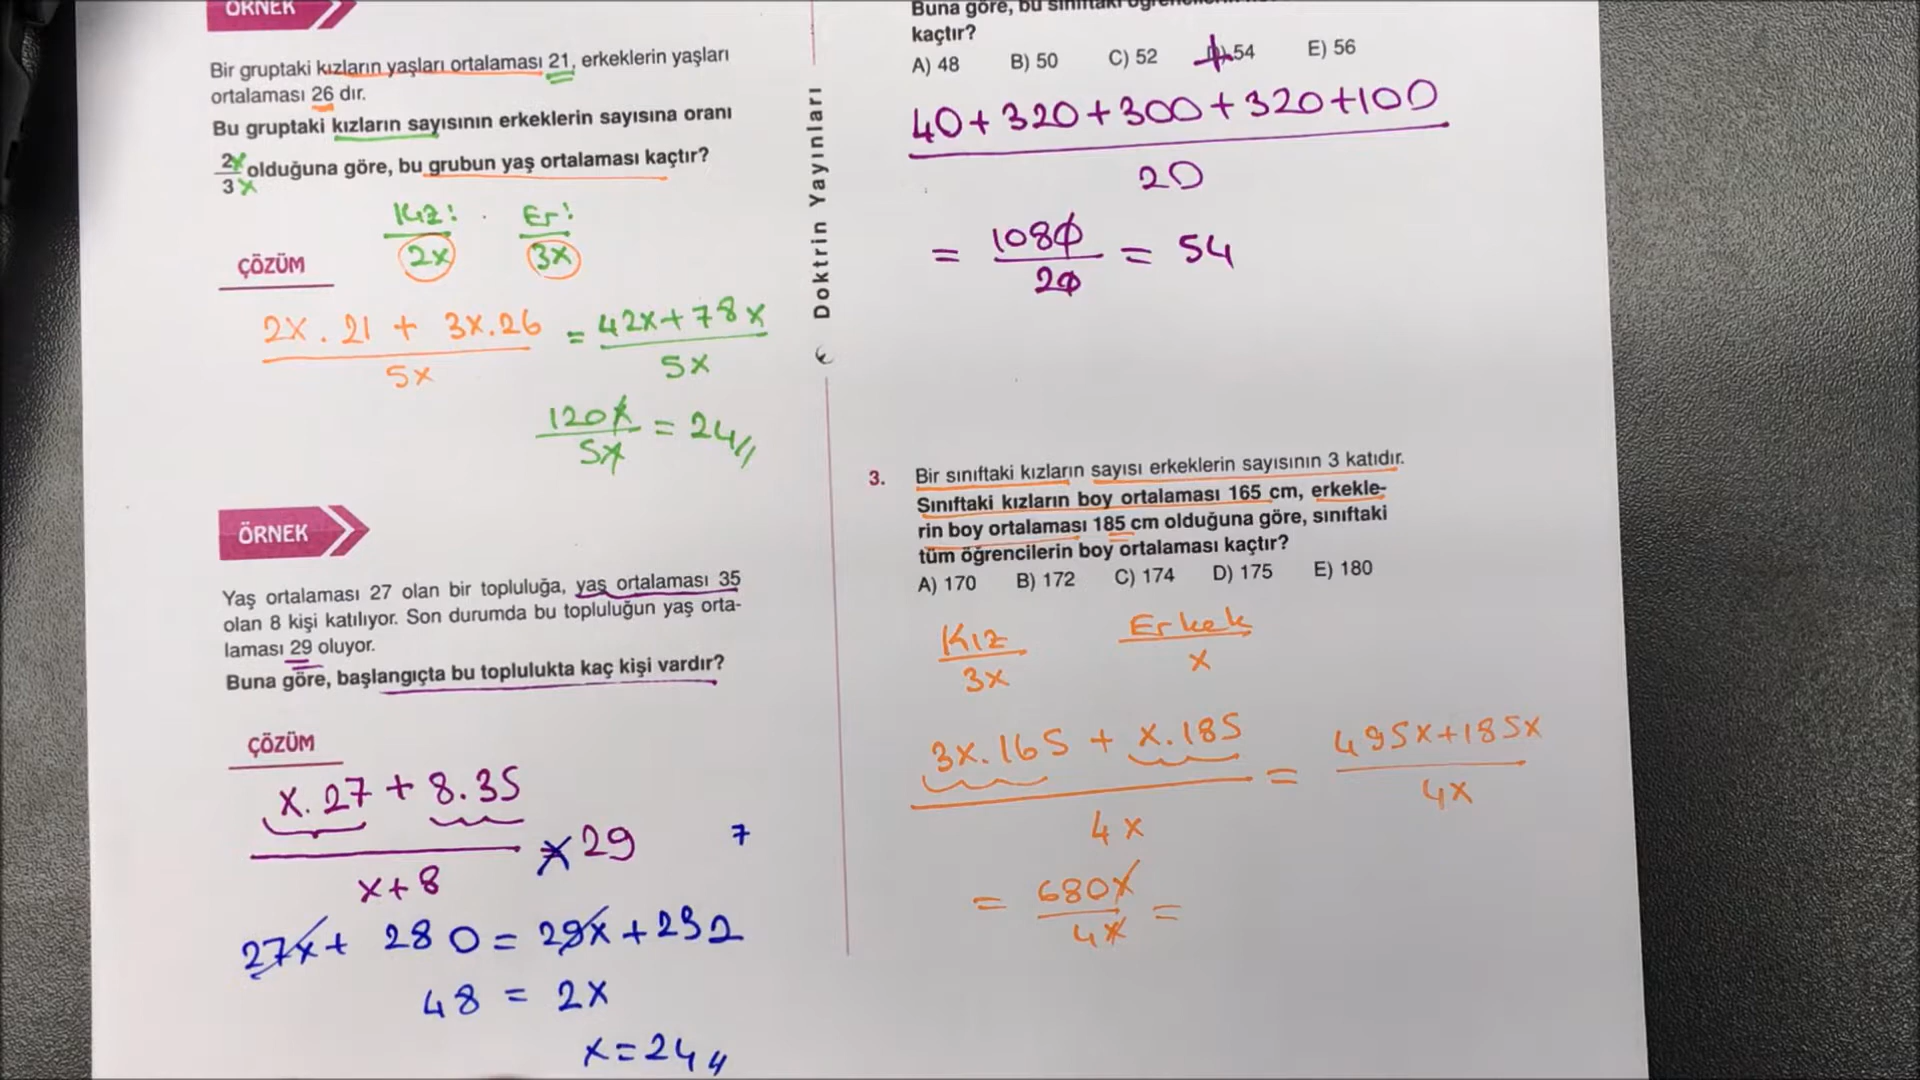 ÖRNEK
Bir gruptaki kızların yaşları ortalaması 21, erkeklerin yaşları
ortalaması 26 dır.
Bu gruptaki kızların sayısının erkeklerin sayısına oranı
2x/3x olduğuna göre, bu grubun yaş ortalaması kaçtır?
Kız: Er:
2x 3x
ÇÖZÜM
2x.21 + 3x.26 = 42x+78x
5x 5x
120x = 24//
5x
ÖRNEK
Yaş ortalaması 27 olan bir topluluğa, yaş ortalaması 35
olan 8 kişi katılıyor. Son durumda bu topluluğun yaş orta-
laması 29 oluyor.
Buna göre, başlangıçta bu toplulukta kaç kişi vardır?
ÇÖZÜM
x.27 + 8.35
29 7
x+8
27x+ 280 = 29x+232
48 = 2x
x=24
Doktrin Yayınları
Buna göre, bu sınıftaki
kaçtır?
A) 48 B) 50 C) 52 D) 54 E) 56
40+320+300+320+100
20
= 1080 = 54
20
3. Bir sınıftaki kızların sayısı erkeklerin sayısının 3 katıdır.
Sınıftaki kızların boy ortalaması 165 cm, erkekle-
rin boy ortalaması 185 cm olduğuna göre, sınıftaki
tüm öğrencilerin boy ortalaması kaçtır?
A) 170 B) 172 C) 174 D) 175 E) 180
Kız Erkek
3x x
3x.165 + x.185 = 495x+185x
4x 4x
= 680x =
4x